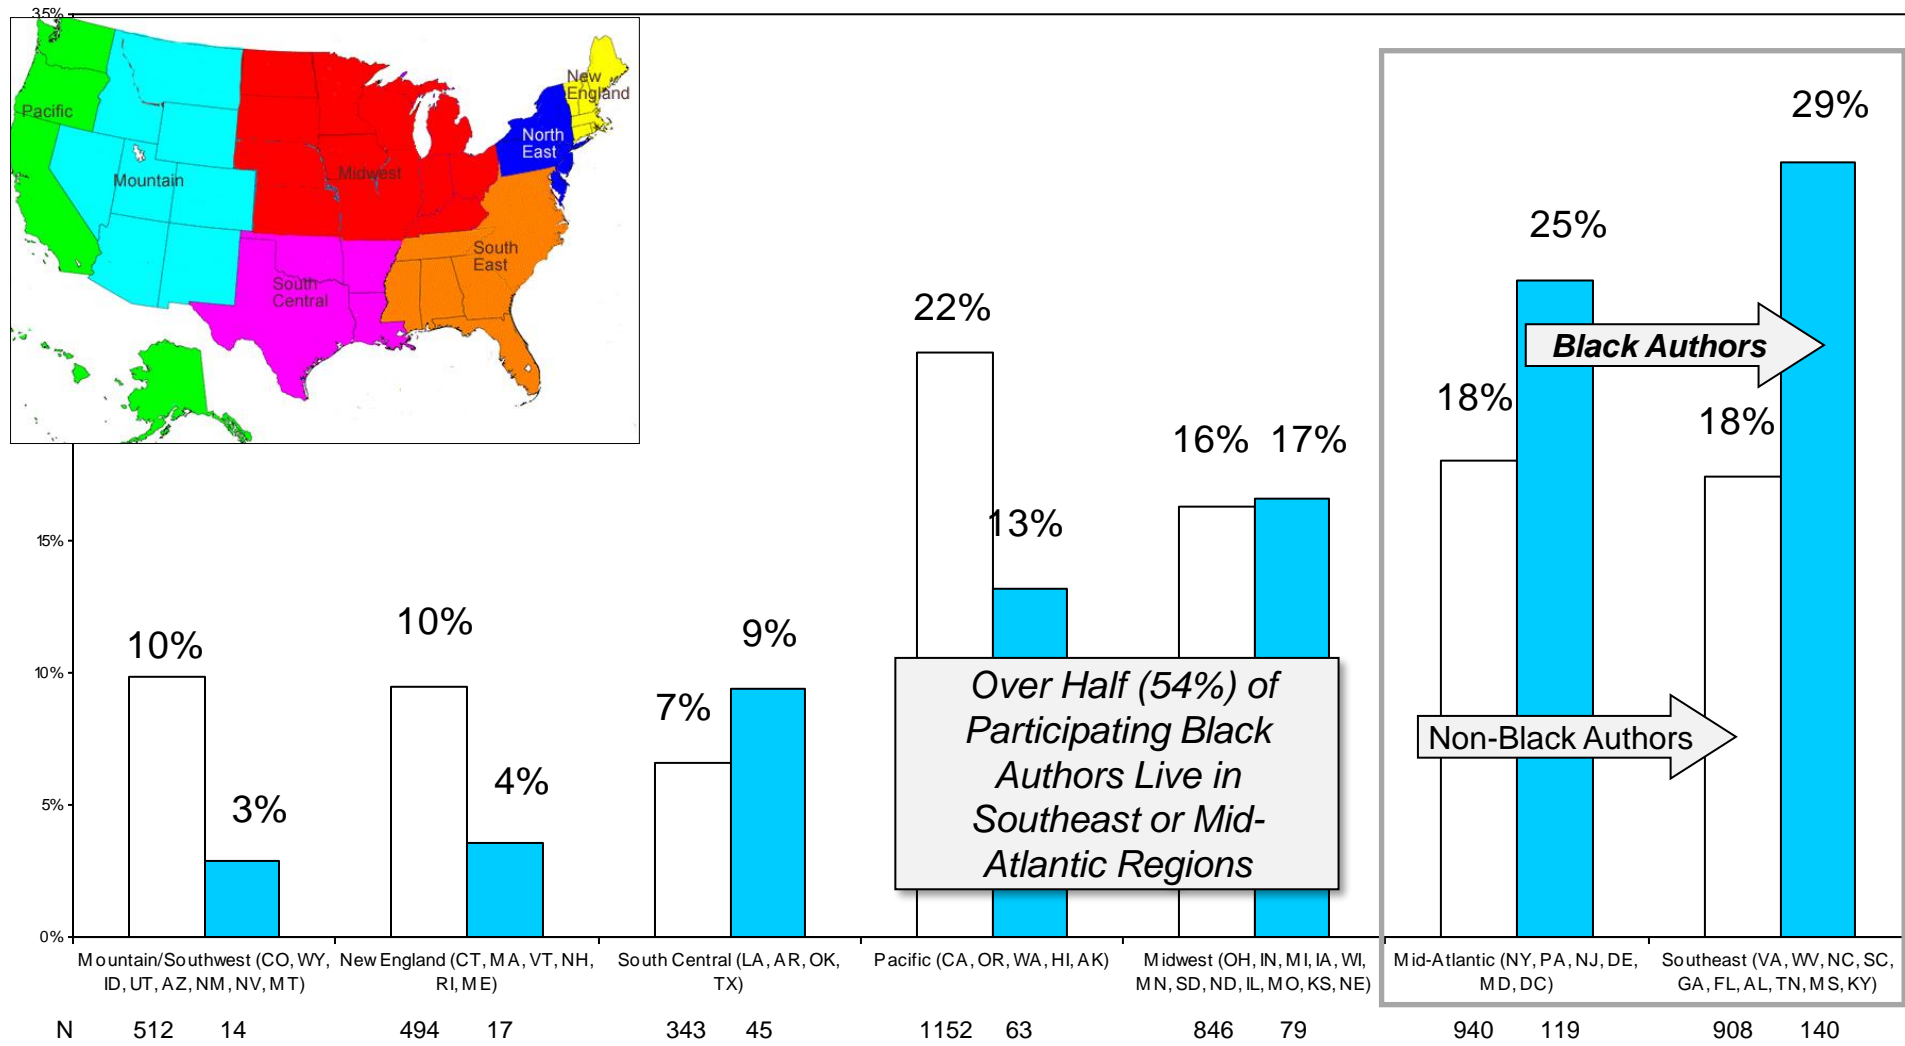 35%
New
England
Pacific
North
East
Mountain
Midwest
South
East
South
Central
29%
25%
22%
Black Authors
18%
18%
16%
17%
13%
15%
10%
10%
9%
10%
7%
Over Half (54%) of
Participating Black
Authors Live in
Southeast or Mid-
Atlantic Regions
Non-Black Authors
4%
3%
5%
0%
Mountain/Southwest (CO, WY,
ID, UT, AZ, NM, NV, MT)
New England (CT, MA, VT, NH,
RI, ME)
South Central (LA, AR, OK,
TX)
Pacific (CA, OR, WA, HI, AK)
Midwest (OH, IN, MI, IA, WI,
MN, SD, ND, IL, MO, KS, NE)
Mid-Atlantic (NY, PA, NJ, DE,
MD, DC)
Southeast (VA, WV, NC, SC,
GA, FL, AL, TN, MS, KY)
N 512 14 494 17 343 45 1152 63 846 79 940 119 908 140